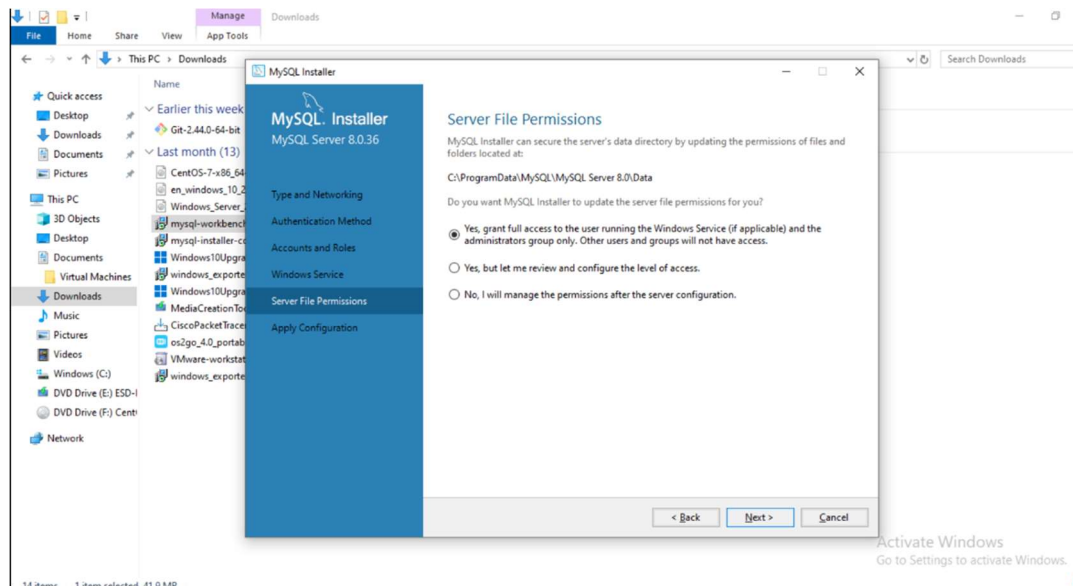 Manage
Downloads
File
Home
Share
View
App Tools
This PC > Downloads
Search Downloads
Quick access
Desktop
Downloads
Documents
Pictures
This PC
3D Objects
Desktop
Documents
Virtual Machines
Downloads
Music
Pictures
Videos
Windows (C:)
DVD Drive (E:) ESD-I
DVD Drive (F:) Cent
Network
Name
Earlier this week
Git-2.44.0-64-bit
Last month (13)
CentOS-7-x86_64
en_windows_10_2
Windows_Server_
mysql-workbench
mysql-installer-co
Windows10Upgra
windows_exporte
Windows10Upgra
MediaCreationToo
CiscoPacketTracer
os2go_4.0_portab
VMware-workstat
windows_exporte
MySQL Installer
MySQL. Installer
MySQL Server 8.0.36
Type and Networking
Authentication Method
Accounts and Roles
Windows Service
Server File Permissions
Apply Configuration
Server File Permissions
MySQL Installer can secure the server's data directory by updating the permissions of files and
folders located at:
C:\ProgramData\MySQL\MySQL Server 8.0\Data
Do you want MySQL Installer to update the server file permissions for you?
Yes, grant full access to the user running the Windows Service (if applicable) and the
administrators group only. Other users and groups will not have access.
Yes, but let me review and configure the level of access.
No, I will manage the permissions after the server configuration.
< Back
Next >
Cancel
Activate Windows
Go to Settings to activate Windows.
14 items
1 item selected 41.9 MB